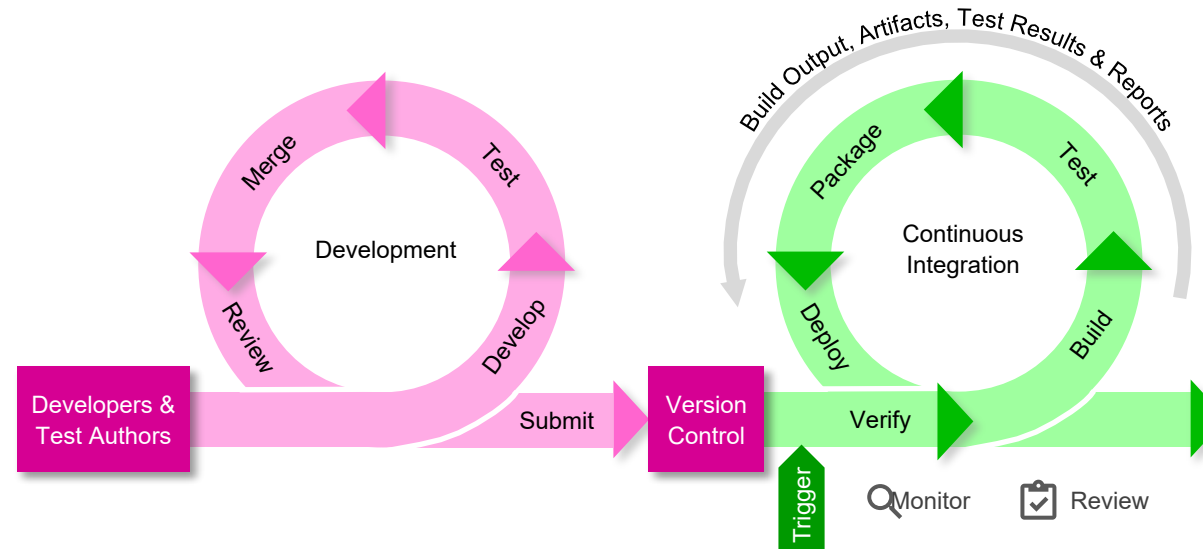 Build Output, Artifacts, Test Results & Reports
Merge
Test
Development
Review
Develop
Developers &
Test Authors
Submit
Package
Test
Continuous
Integration
Deploy
Build
Version
Control
Verify
Trigger
Monitor
Review